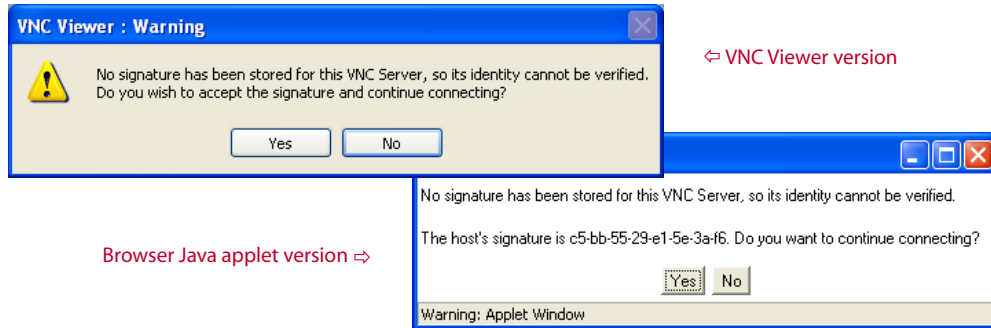 VNC Viewer : Warning
No signature has been stored for this VNC Server, so its identity cannot be verified.
Do you wish to accept the signature and continue connecting?
Yes No
⇦ VNC Viewer version
No signature has been stored for this VNC Server, so its identity cannot be verified.
The host's signature is c5-bb-55-29-e1-5e-3a-f6. Do you want to continue connecting?
Yes No
Warning: Applet Window
Browser Java applet version ⇨